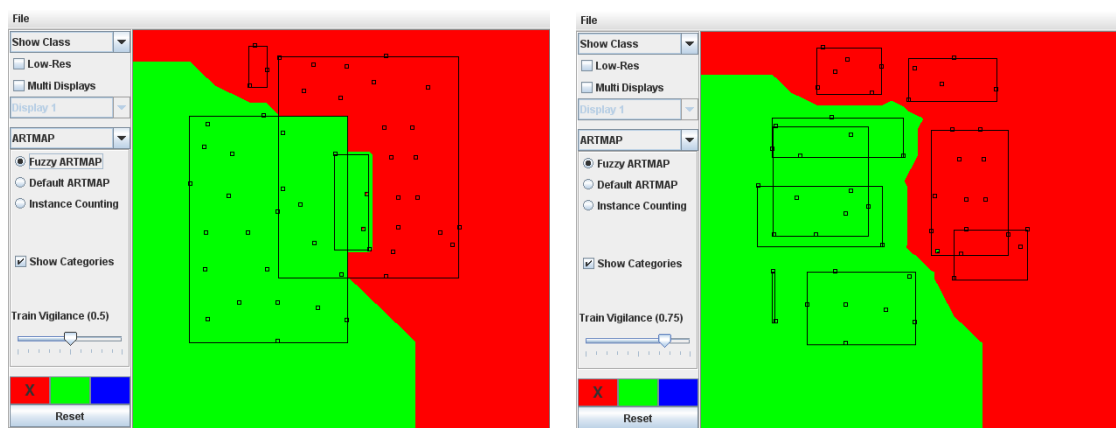 File
Show Class
Low-Res
Multi Displays
Display 1
ARTMAP
Fuzzy ARTMAP
Default ARTMAP
Instance Counting
Show Categories
Train Vigilance (0.5)
X
Reset
File
Show Class
Low-Res
Multi Displays
Display 1
ARTMAP
Fuzzy ARTMAP
Default ARTMAP
Instance Counting
Show Categories
Train Vigilance (0.75)
X
Reset